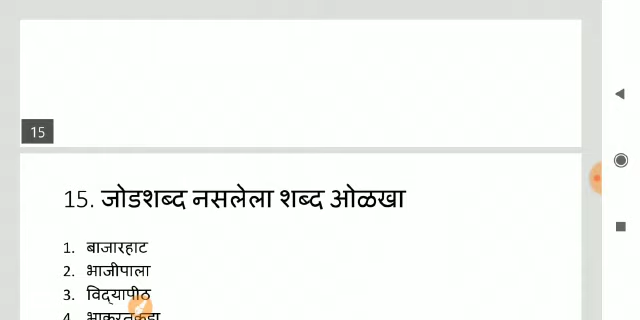 15
15. जोडशब्द नसलेला शब्द ओळखा
1. बाजारहाट
2. भाजीपाला
3. विद्यापीठ
4.